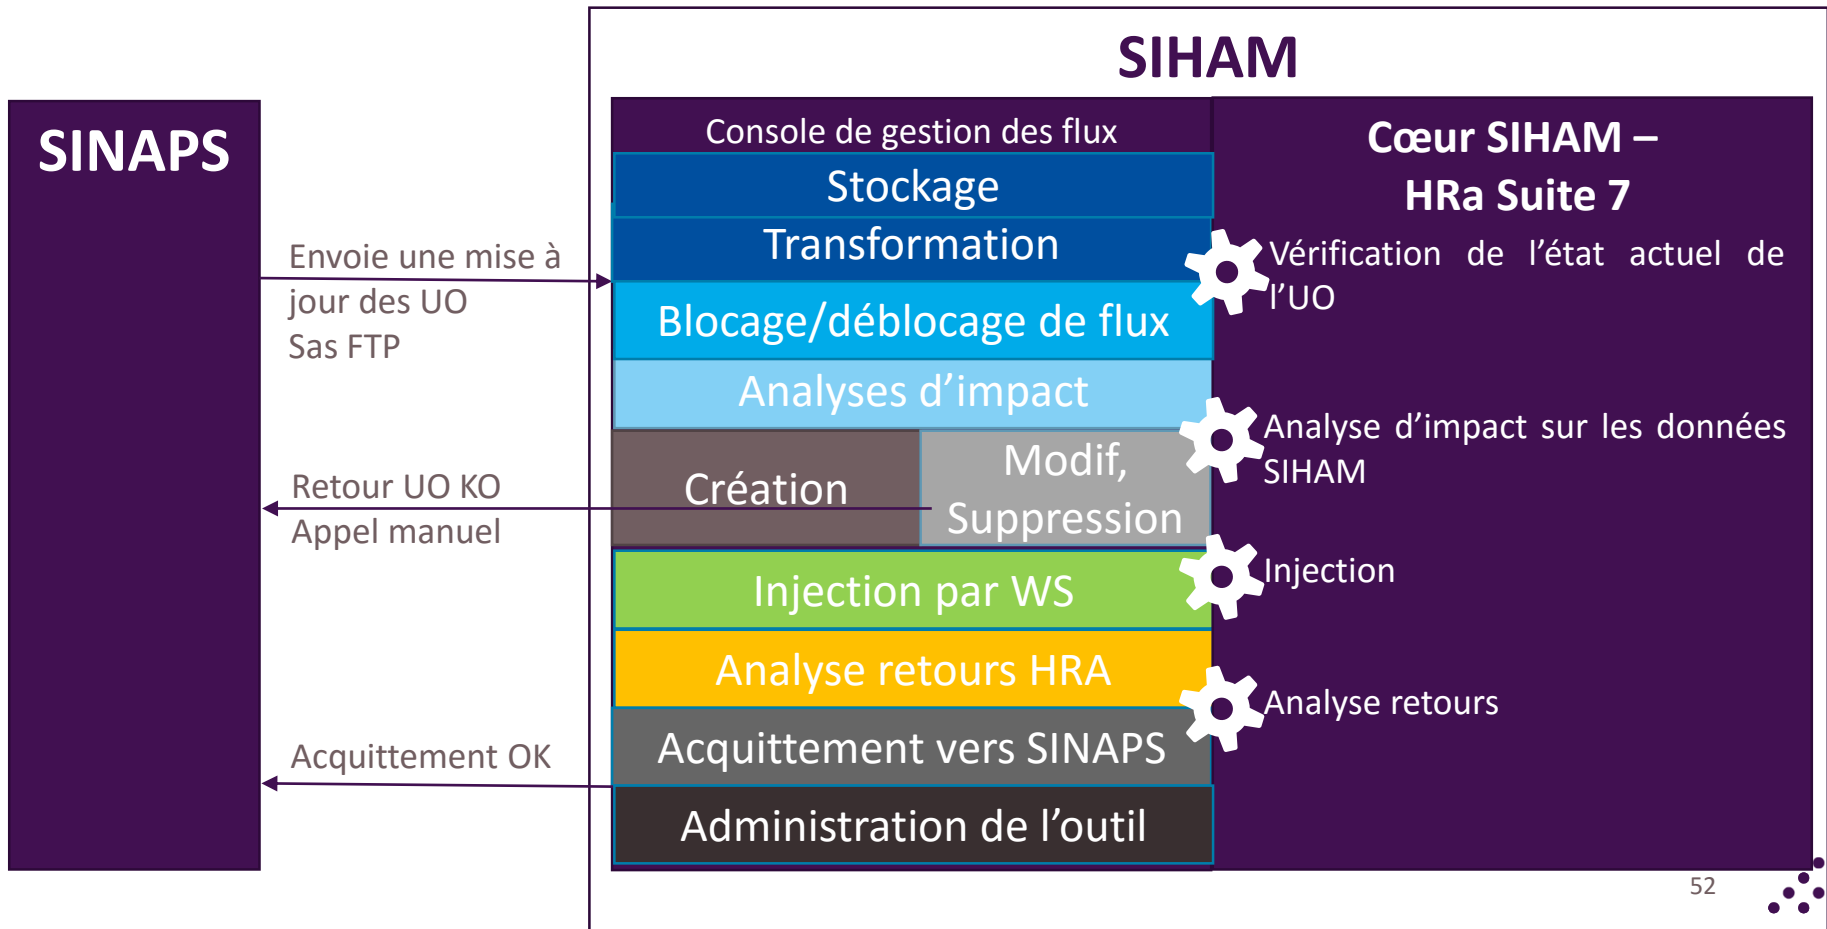 SIHAM
SINAPS
Envoie une mise à
jour des UO
Sas FTP
Retour UO KO
Appel manuel
Acquittement OK
Console de gestion des flux
Stockage
Transformation
Blocage/déblocage de flux
Analyses d’impact
Création
Modif,
Suppression
Injection par WS
Analyse retours HRA
Acquittement vers SINAPS
Administration de l’outil
Cœur SIHAM –
HRa Suite 7
Vérification de l’état actuel de
l’UO
Analyse d’impact sur les données
SIHAM
Injection
Analyse retours
52